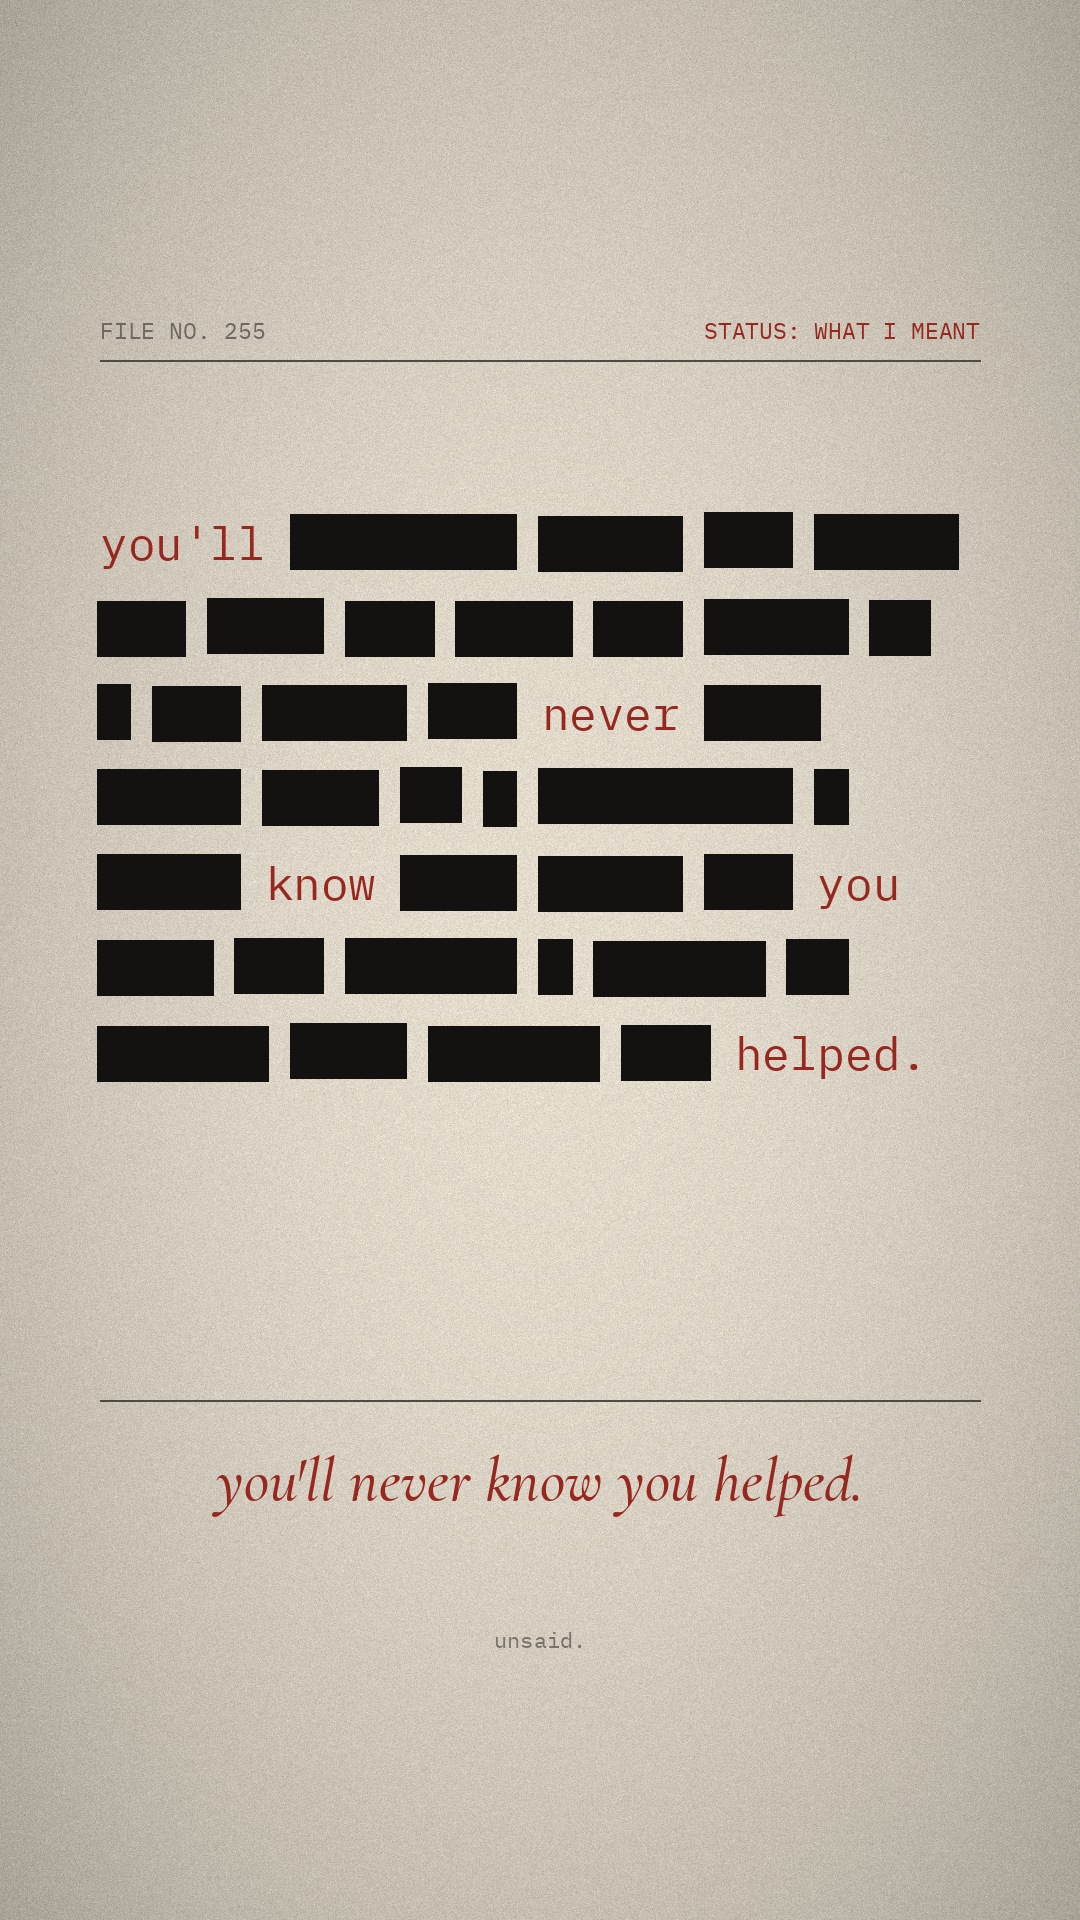 FILE NO. 255 STATUS: WHAT I MEANT
you'll
never
know you
helped.
you'll never know you helped.
unsaid.